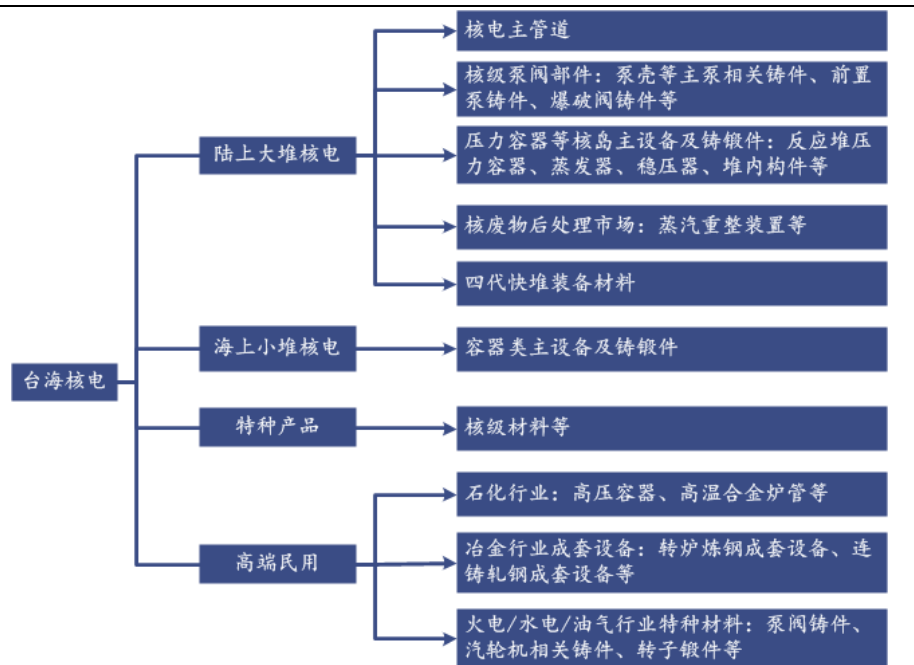 台海核电
陆上大堆核电
核电主管道
核级泵阀部件：泵壳等主泵相关铸件、前置
泵铸件、爆破阀铸件等
压力容器等核岛主设备及铸锻件：反应堆压
力容器、蒸发器、稳压器、堆内构件等
核废物后处理市场：蒸汽重整装置等
四代快堆装备材料
海上小堆核电
容器类主设备及铸锻件
特种产品
核级材料等
高端民用
石化行业：高压容器、高温合金炉管等
冶金行业成套设备：转炉炼钢成套设备、连
铸轧钢成套设备等
火电/水电/油气行业特种材料：泵阀铸件、
汽轮机相关铸件、转子锻件等